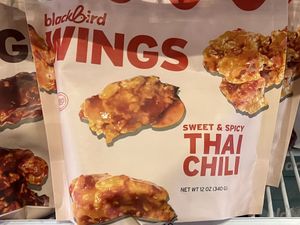 blackbird
WINGS
G
SWEET & SPICY
THAI
CHILI
NET WT 12 OZ (340 G)